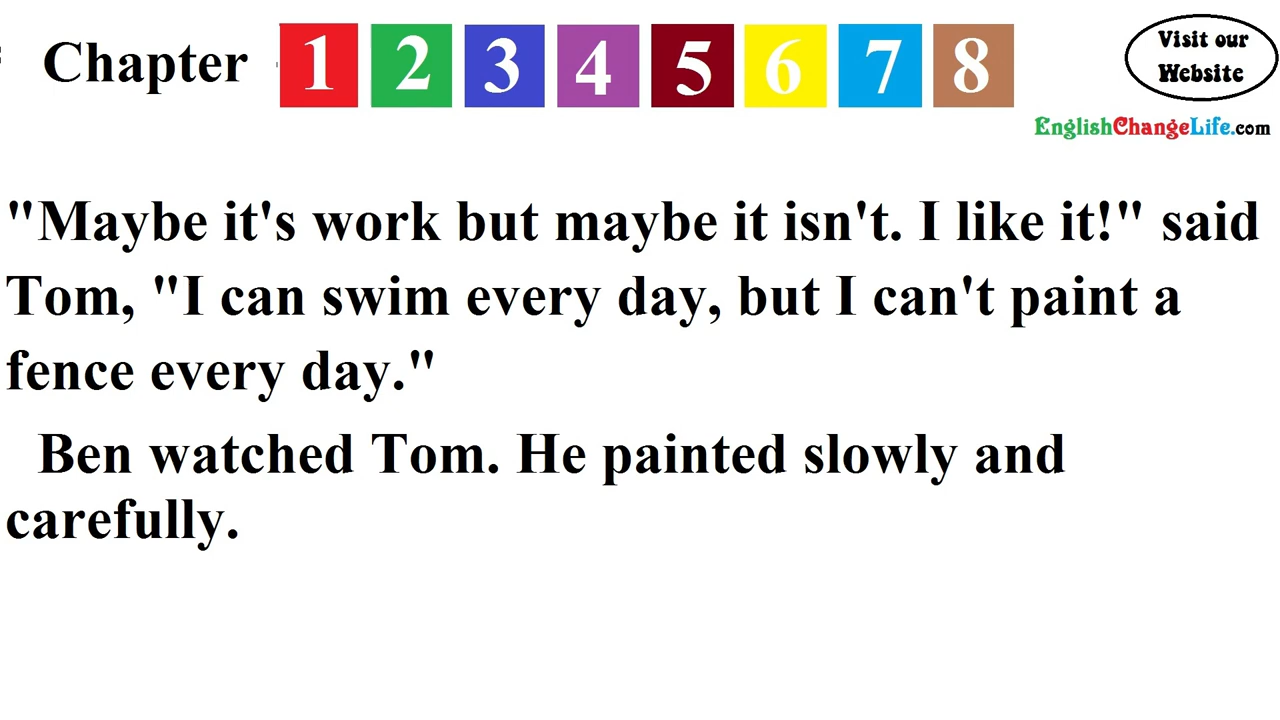 Chapter 1 2 3 4 5 6 7 8
Visit our
Website
EnglishChangeLife.com
"Maybe it's work but maybe it isn't. I like it!" said
Tom, "I can swim every day, but I can't paint a
fence every day."
Ben watched Tom. He painted slowly and
carefully.